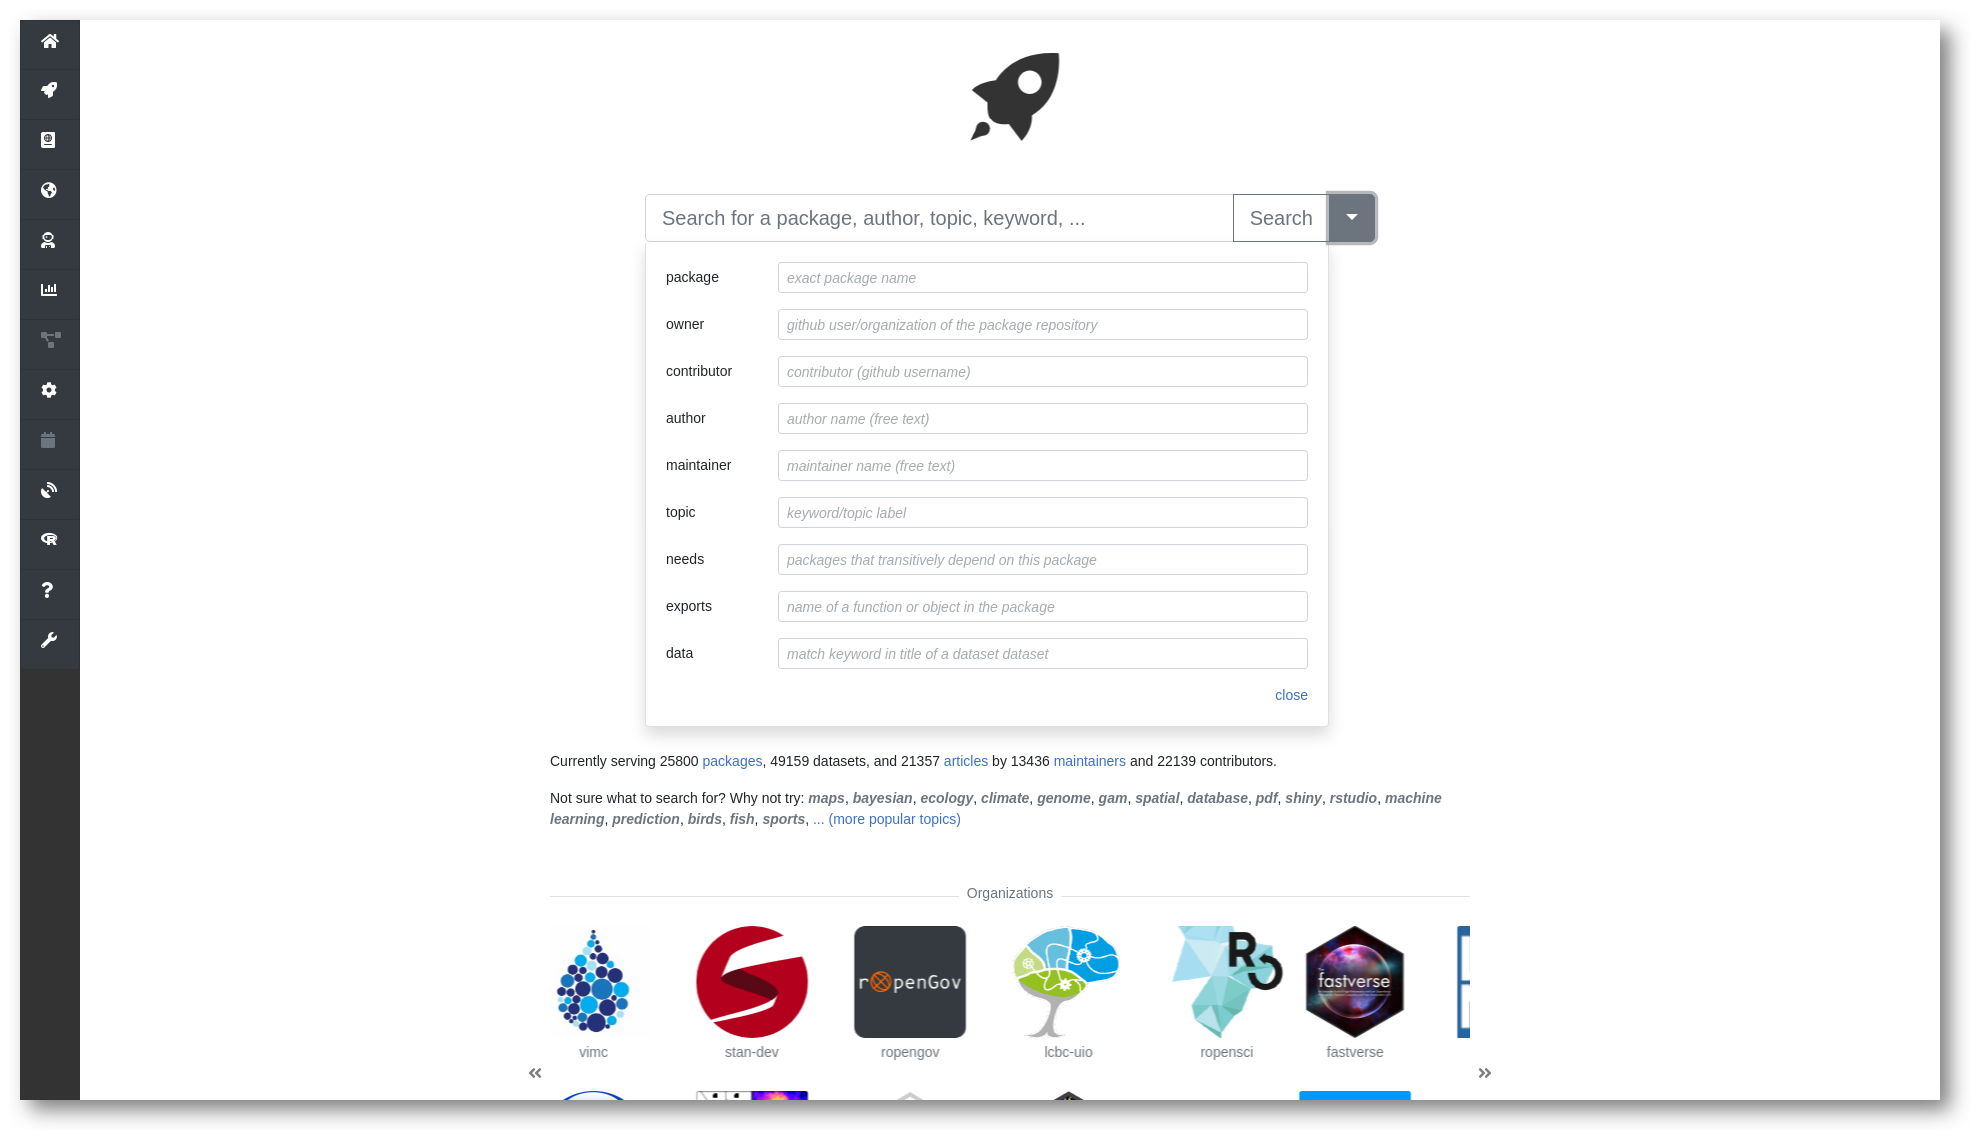 Search for a package, author, topic, keyword, ... Search
package exact package name
owner github user/organization of the package repository
contributor contributor (github username)
author author name (free text)
maintainer maintainer name (free text)
topic keyword/topic label
needs packages that transitively depend on this package
exports name of a function or object in the package
data match keyword in title of a dataset dataset
close
Currently serving 25800 packages, 49159 datasets, and 21357 articles by 13436 maintainers and 22139 contributors.
Not sure what to search for? Why not try: maps, bayesian, ecology, climate, genome, gam, spatial, database, pdf, shiny, rstudio, machine
learning, prediction, birds, fish, sports, ... (more popular topics)
Organizations
rOpenGov
R
fastverse
vimc stan-dev ropengov lcbc-uio ropensci fastverse
« »